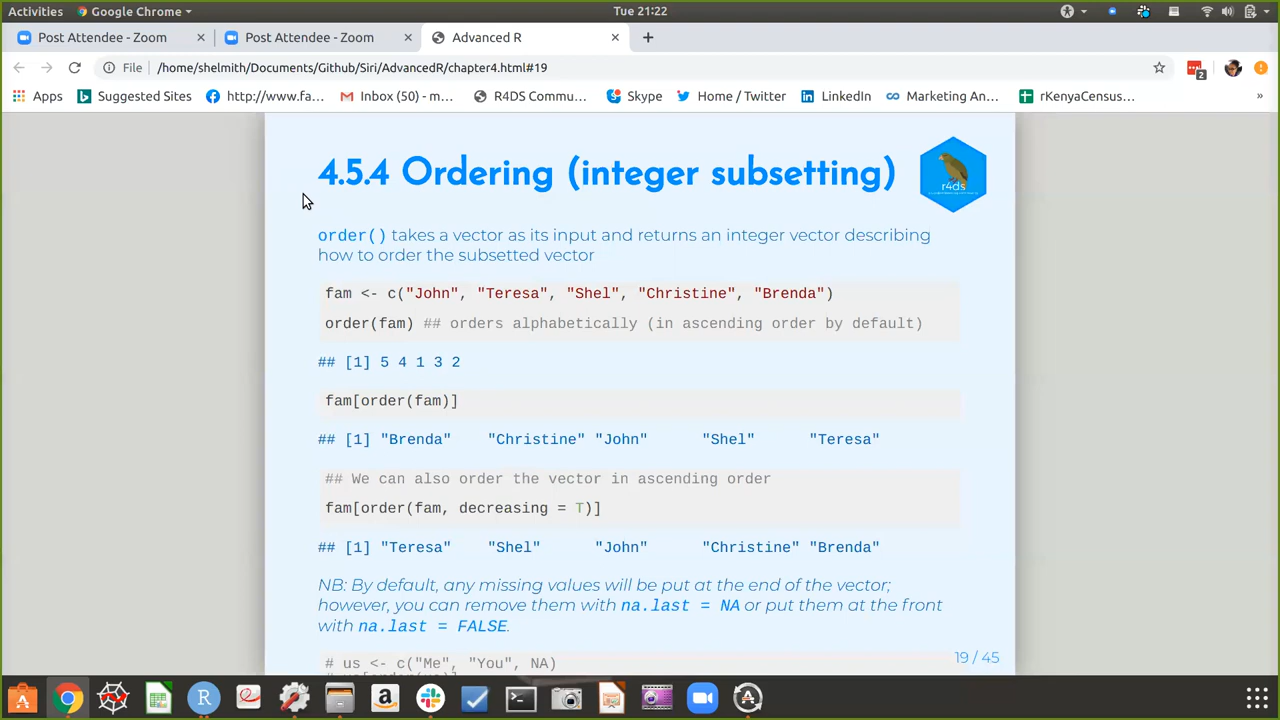 Activities Google Chrome Tue 21:22
Post Attendee - Zoom × Post Attendee - Zoom × Advanced R × +
File /home/shelmith/Documents/Github/Siri/AdvancedR/chapter4.html#19 2
Apps Suggested Sites http://www.fa... Inbox (50) - m... R4DS Commu... Skype Home / Twitter LinkedIn Marketing An... rKenyaCensus... »
4.5.4 Ordering (integer subsetting)
r4ds
order() takes a vector as its input and returns an integer vector describing
how to order the subsetted vector
fam <- c("John", "Teresa", "Shel", "Christine", "Brenda")
order(fam) ## orders alphabetically (in ascending order by default)
## [1] 5 4 1 3 2
fam[order(fam)]
## [1] "Brenda" "Christine" "John" "Shel" "Teresa"
## We can also order the vector in ascending order
fam[order(fam, decreasing = T)]
## [1] "Teresa" "Shel" "John" "Christine" "Brenda"
NB: By default, any missing values will be put at the end of the vector;
however, you can remove them with na.last = NA or put them at the front
with na.last = FALSE.
# us <- c("Me", "You", NA)
19 / 45